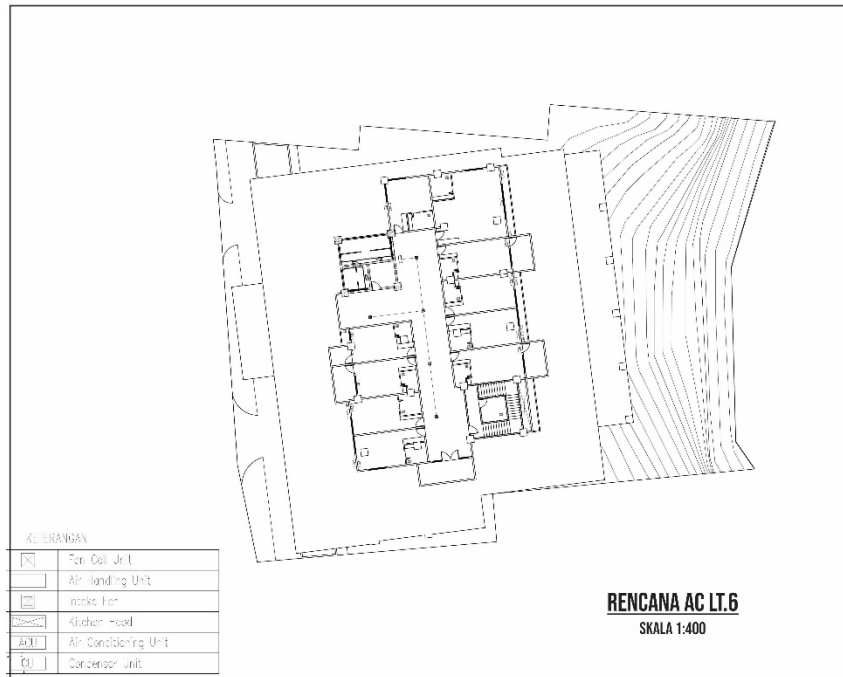 KETERANGAN
Fan Coil Unit
Air Handling Unit
Intake Fan
Kitchen Hood
ACU Air Conditioning Unit
CU Condensor Unit
RENCANA AC LT.6
SKALA 1:400